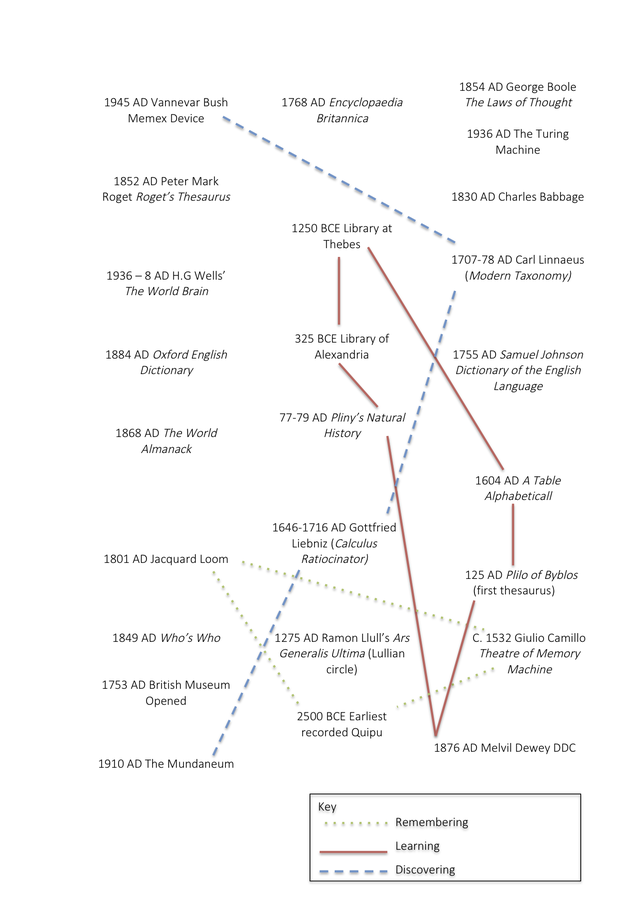 1945 AD Vannevar Bush
Memex Device
1768 AD Encyclopaedia
Britannica
1854 AD George Boole
The Laws of Thought
1936 AD The Turing
Machine
1852 AD Peter Mark
Roget Roget's Thesaurus
1830 AD Charles Babbage
1250 BCE Library at
Thebes
1707-78 AD Carl Linnaeus
(Modern Taxonomy)
1936 – 8 AD H.G Wells'
The World Brain
325 BCE Library of
Alexandria
1884 AD Oxford English
Dictionary
1755 AD Samuel Johnson
Dictionary of the English
Language
77-79 AD Pliny's Natural
History
1868 AD The World
Almanack
1604 AD A Table
Alphabeticall
1646-1716 AD Gottfried
Liebniz (Calculus
Ratiocinator)
1801 AD Jacquard Loom
125 AD Plilo of Byblos
(first thesaurus)
1849 AD Who's Who
1275 AD Ramon Llull's Ars
Generalis Ultima (Lullian
circle)
C. 1532 Giulio Camillo
Theatre of Memory
Machine
1753 AD British Museum
Opened
2500 BCE Earliest
recorded Quipu
1876 AD Melvil Dewey DDC
1910 AD The Mundaneum
Key
Remembering
Learning
Discovering